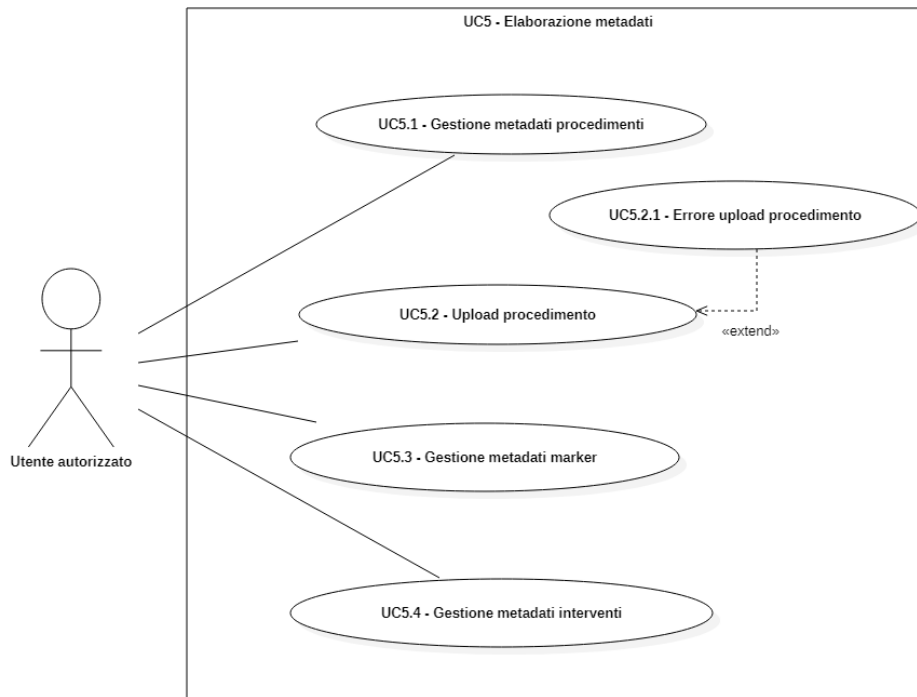 UC5 - Elaborazione metadati
UC5.1 - Gestione metadati procedimenti
UC5.2.1 - Errore upload procedimento
UC5.2 - Upload procedimento
«extend»
UC5.3 - Gestione metadati marker
Utente autorizzato
UC5.4 - Gestione metadati interventi